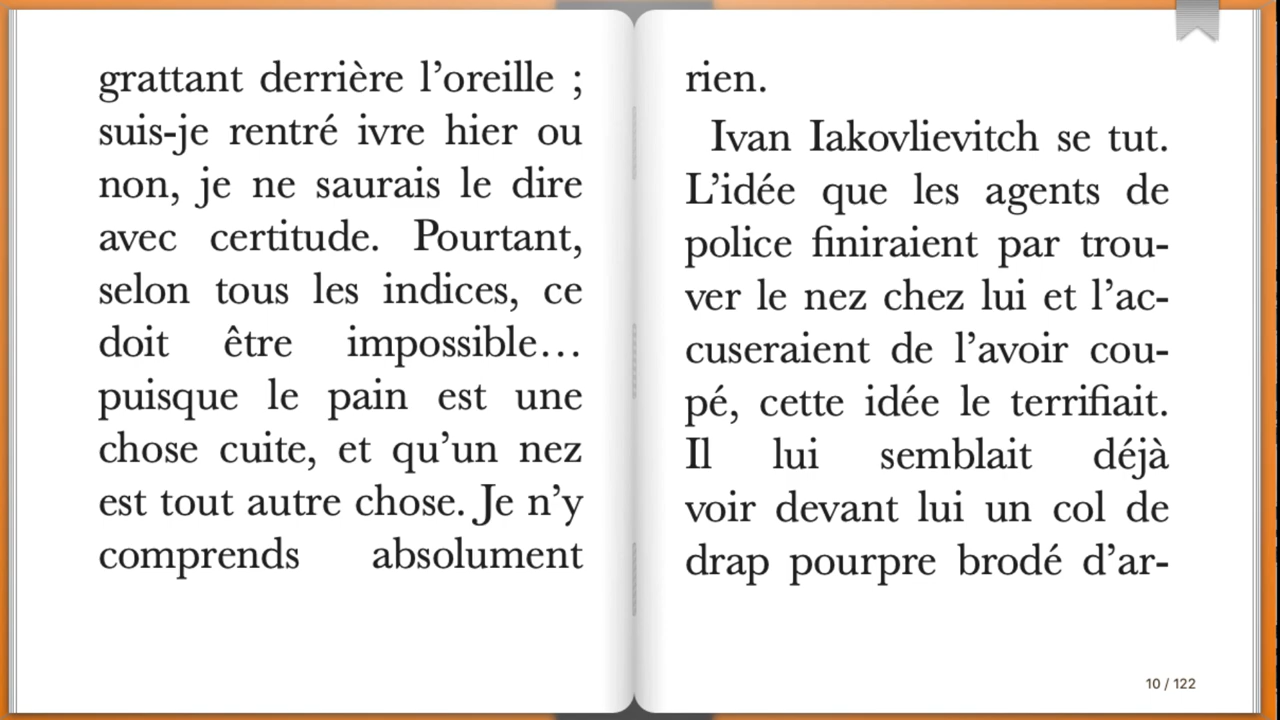 grattant derrière l’oreille ;
suis-je rentré ivre hier ou
non, je ne saurais le dire
avec certitude. Pourtant,
selon tous les indices, ce
doit être impossible…
puisque le pain est une
chose cuite, et qu’un nez
est tout autre chose. Je n’y
comprends absolument
rien.
Ivan Iakovlievitch se tut.
L’idée que les agents de
police finiraient par trou-
ver le nez chez lui et l’ac-
cuseraient de l’avoir cou-
pé, cette idée le terrifiait.
Il lui semblait déjà
voir devant lui un col de
drap pourpre brodé d’ar-
10 / 122